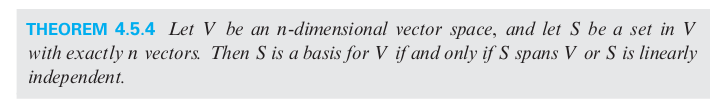 THEOREM 4.5.4 Let V be an n-dimensional vector space, and let S be a set in V
with exactly n vectors. Then S is a basis for V if and only if S spans V or S is linearly
independent.